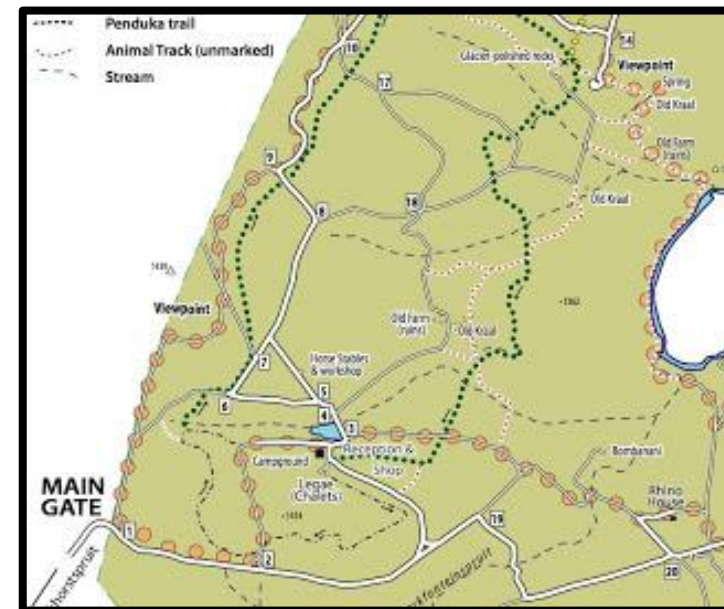 Penduka trail
Animal Track (unmarked)
Stream
10
14
Glacier-polished rocks
Viewpoint
17
Spring
Old Kraal
Old Farm
(ruins)
9
Old Kraal
8
18
Viewpoint
Old Farm
(ruins)
Old Kraal
7
Horse Stables
& workshop
6
5
4
3
Reception &
Shop
Campground
Legae
(Chalets)
Bombanani
Rhino
House
MAIN
GATE
1
2
19
20